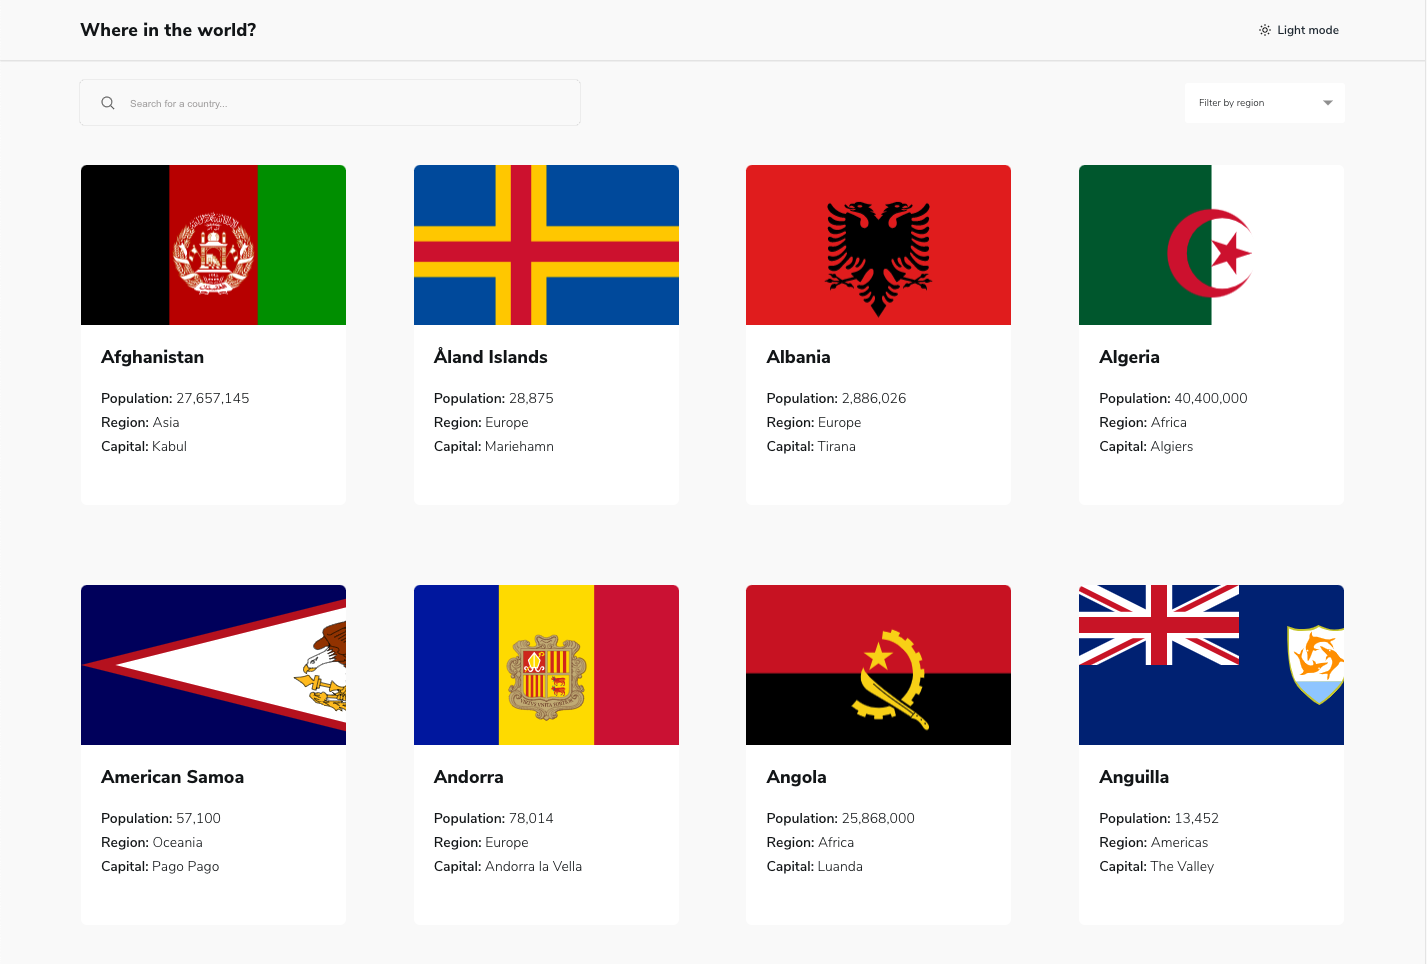 Where in the world?
Light mode
Search for a country...
Filter by region
Afghanistan
Population: 27,657,145
Region: Asia
Capital: Kabul
Åland Islands
Population: 28,875
Region: Europe
Capital: Mariehamn
Albania
Population: 2,886,026
Region: Europe
Capital: Tirana
Algeria
Population: 40,400,000
Region: Africa
Capital: Algiers
American Samoa
Population: 57,100
Region: Oceania
Capital: Pago Pago
Andorra
Population: 78,014
Region: Europe
Capital: Andorra la Vella
Angola
Population: 25,868,000
Region: Africa
Capital: Luanda
Anguilla
Population: 13,452
Region: Americas
Capital: The Valley